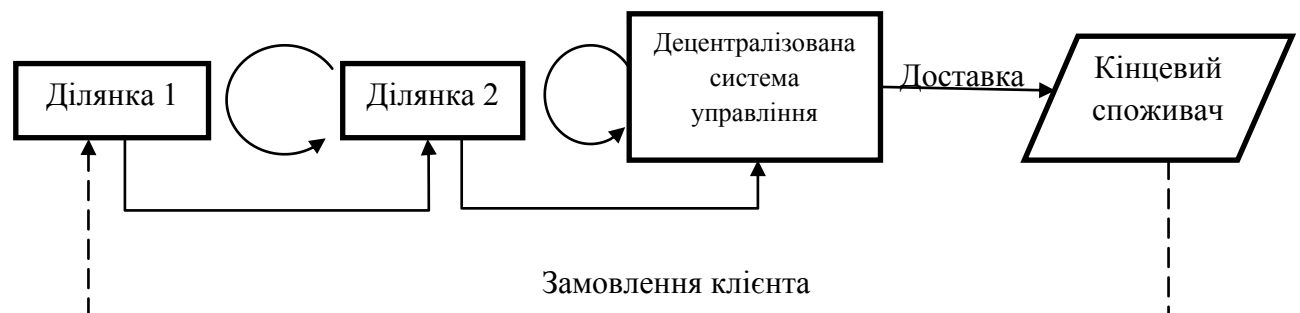 Ділянка 1
Ділянка 2
Децентралізована
система
управління
Доставка
Кінцевий
споживач
Замовлення клієнта